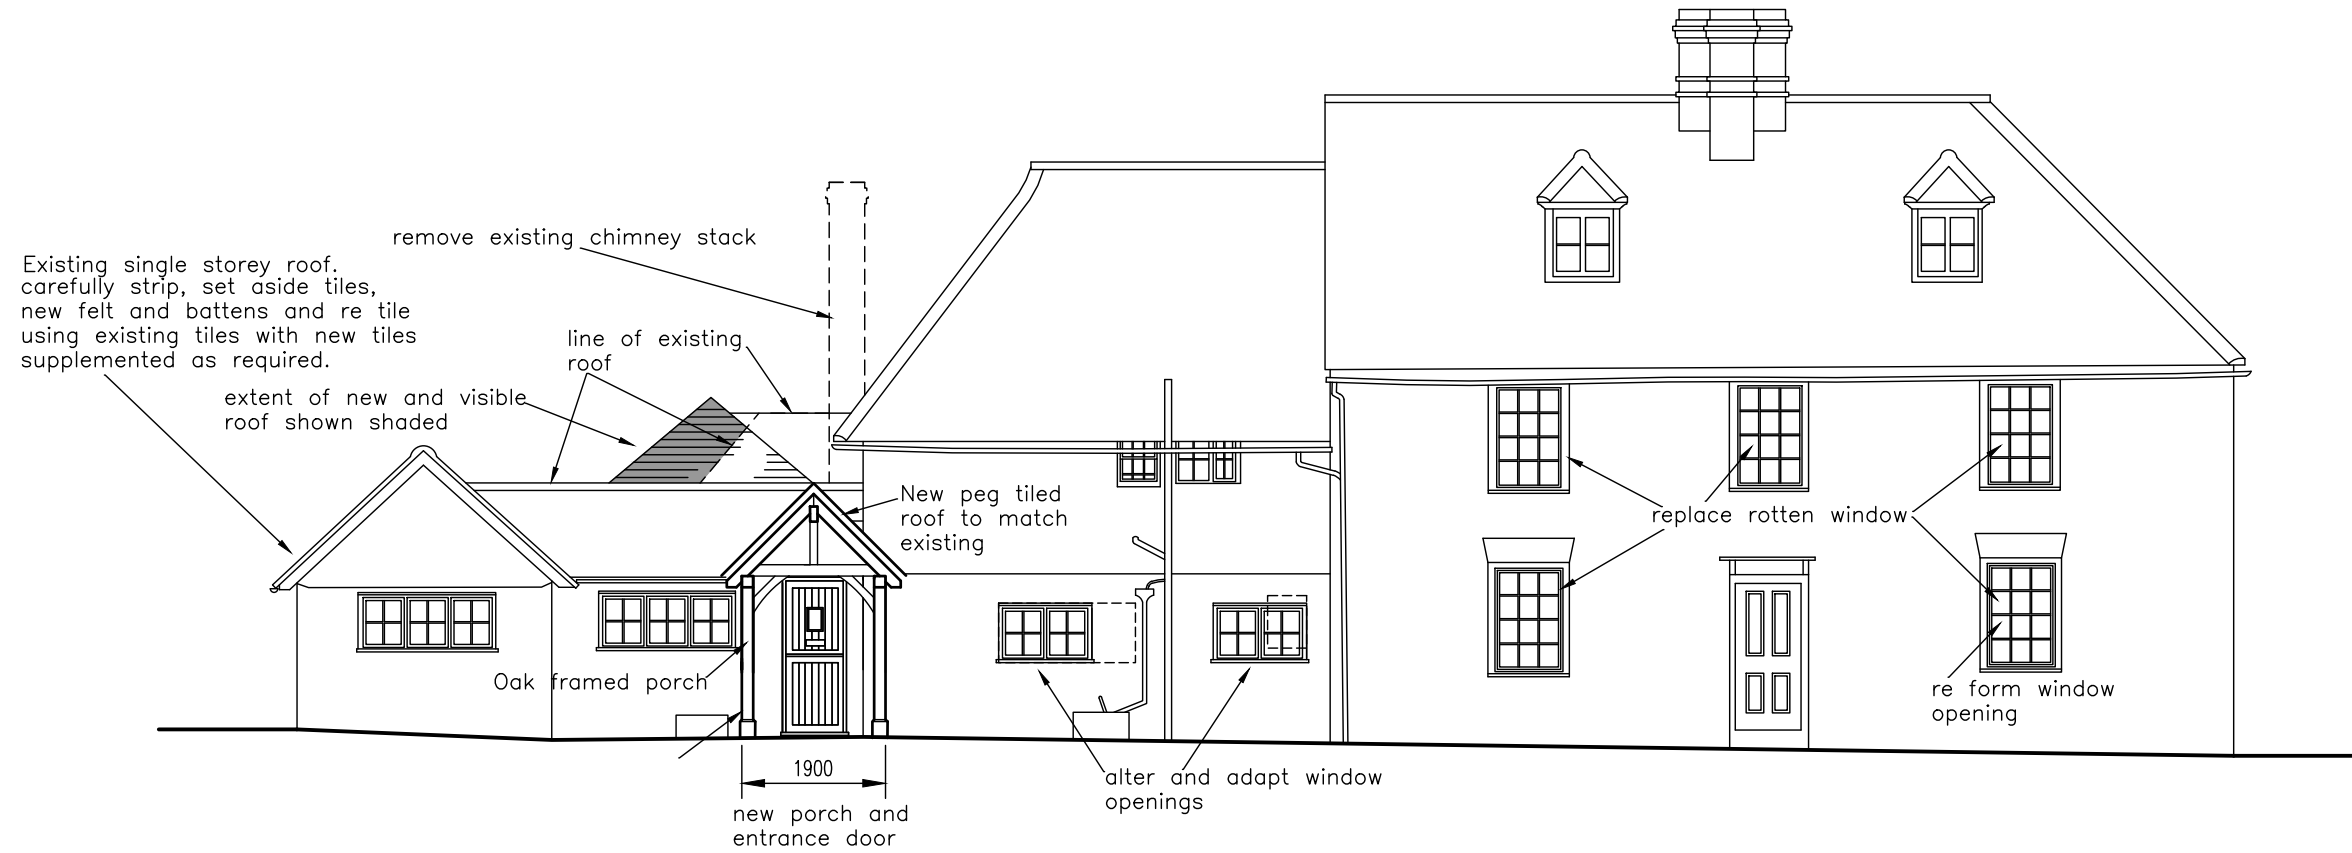 remove existing chimney stack
Existing single storey roof.
carefully strip, set aside tiles,
new felt and battens and re tile
using existing tiles with new tiles
supplemented as required.
line of existing
roof
extent of new and visible
roof shown shaded
New peg tiled
roof to match
existing
replace rotten window
Oak framed porch
re form window
opening
1900
new porch and
entrance door
alter and adapt window
openings